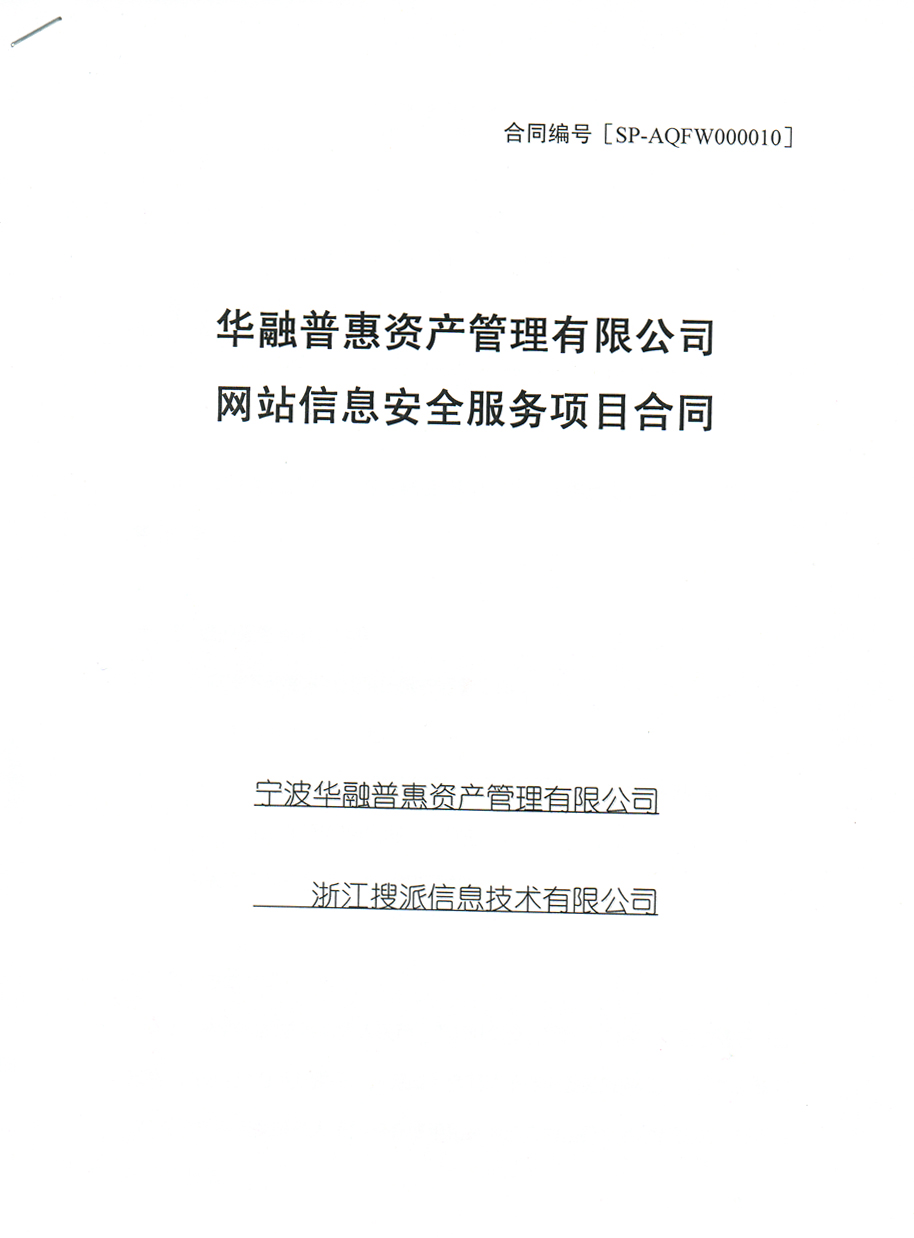 合同编号［SP-AQFW000010］
华融普惠资产管理有限公司
网站信息安全服务项目合同
宁波华融普惠资产管理有限公司
浙江搜派信息技术有限公司